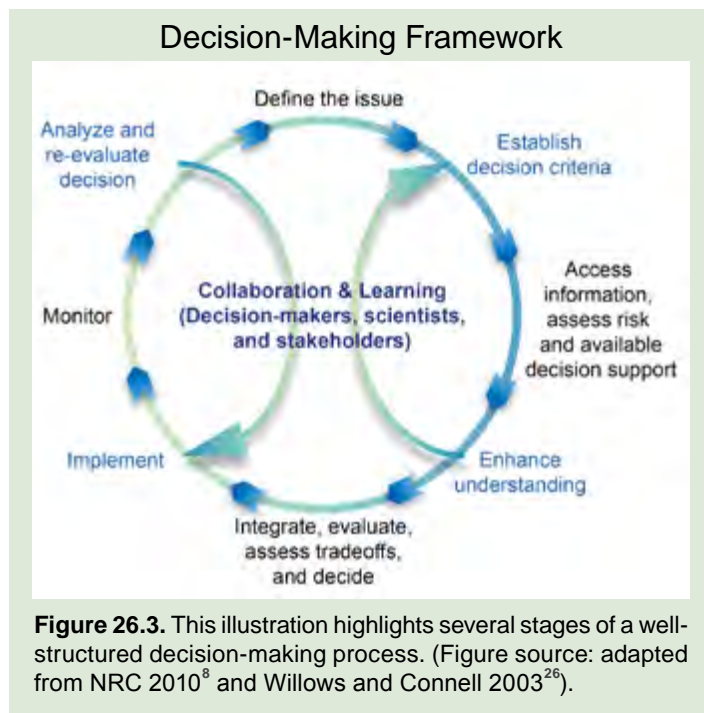 Decision-Making Framework
Define the issue
Analyze and
re-evaluate
decision
Establish
decision criteria
Access
information,
assess risk
and available
decision support
Monitor
Collaboration & Learning
(Decision-makers, scientists,
and stakeholders)
Implement
Enhance
understanding
Integrate, evaluate,
assess tradeoffs,
and decide
Figure 26.3. This illustration highlights several stages of a well-
structured decision-making process. (Figure source: adapted
from NRC 2010⁸ and Willows and Connell 2003²⁶).